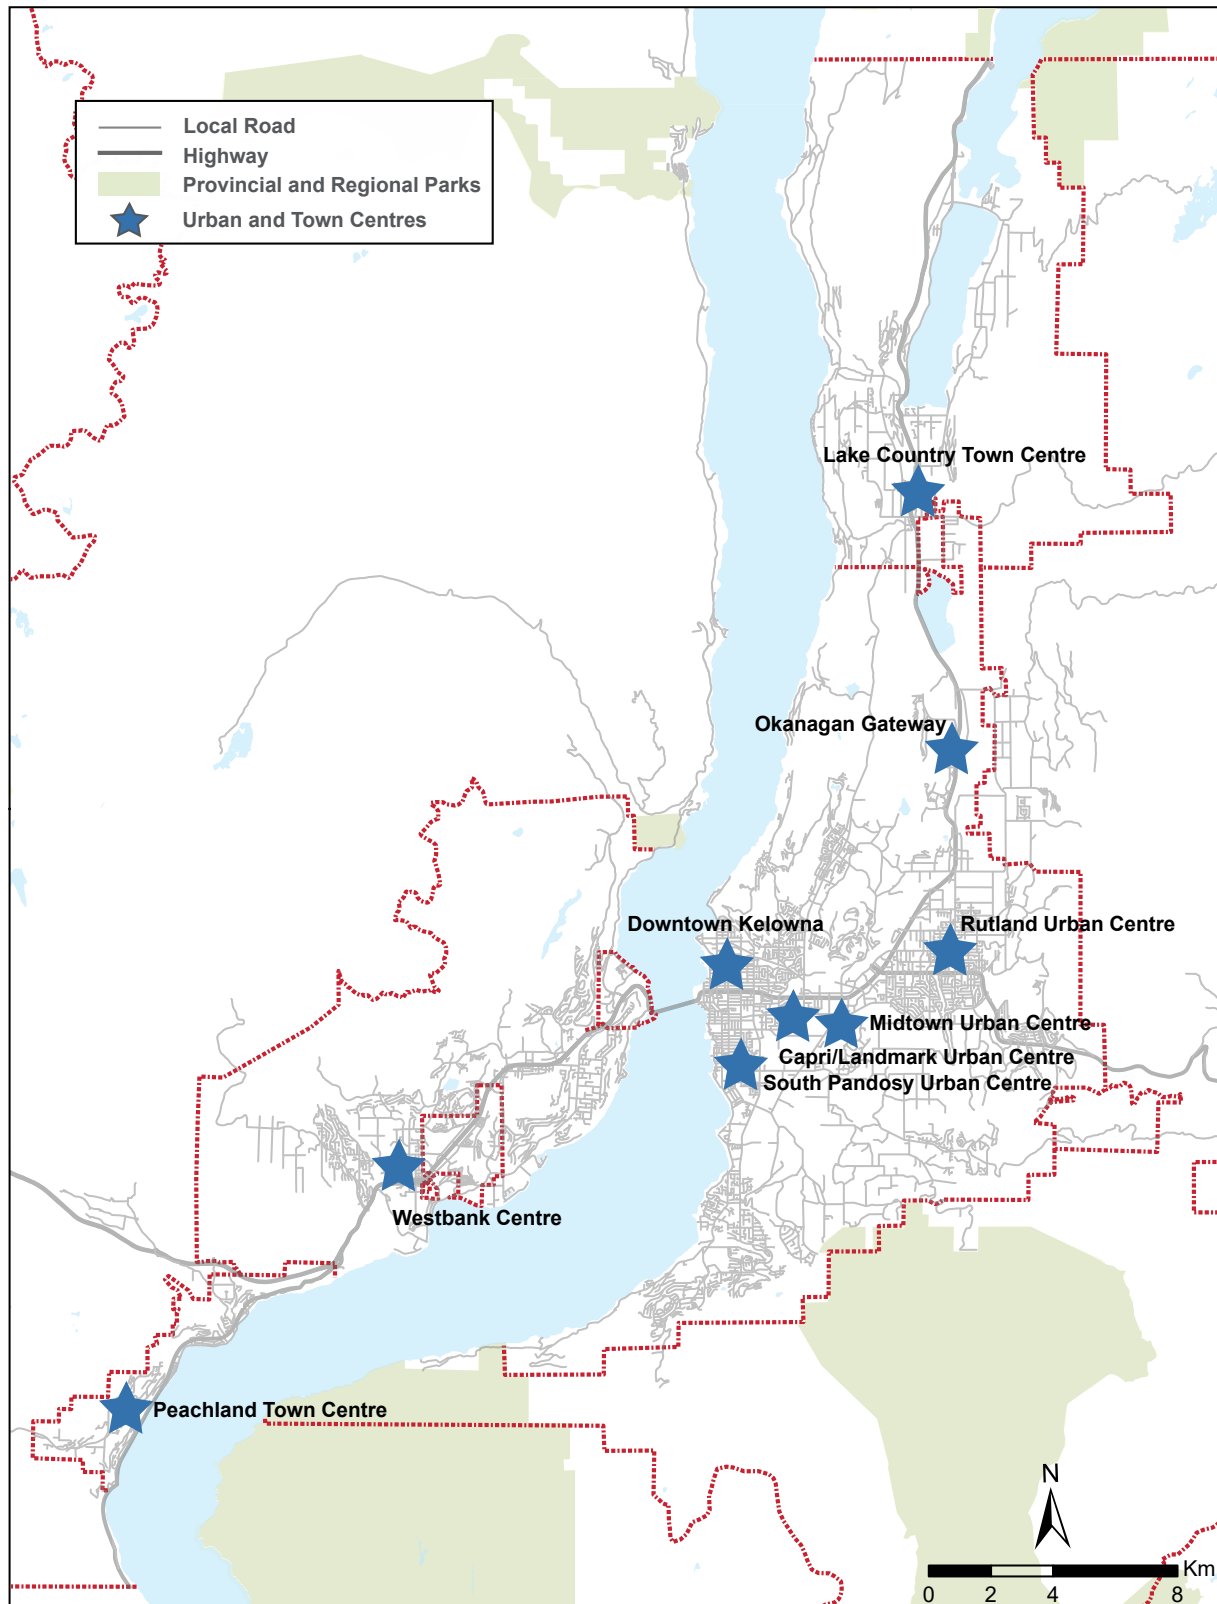 Local Road
Highway
Provincial and Regional Parks
Urban and Town Centres
Lake Country Town Centre
Okanagan Gateway
Downtown Kelowna
Rutland Urban Centre
Midtown Urban Centre
Capri/Landmark Urban Centre
South Pandosy Urban Centre
Westbank Centre
Peachland Town Centre
N
Km
0 2 4 8